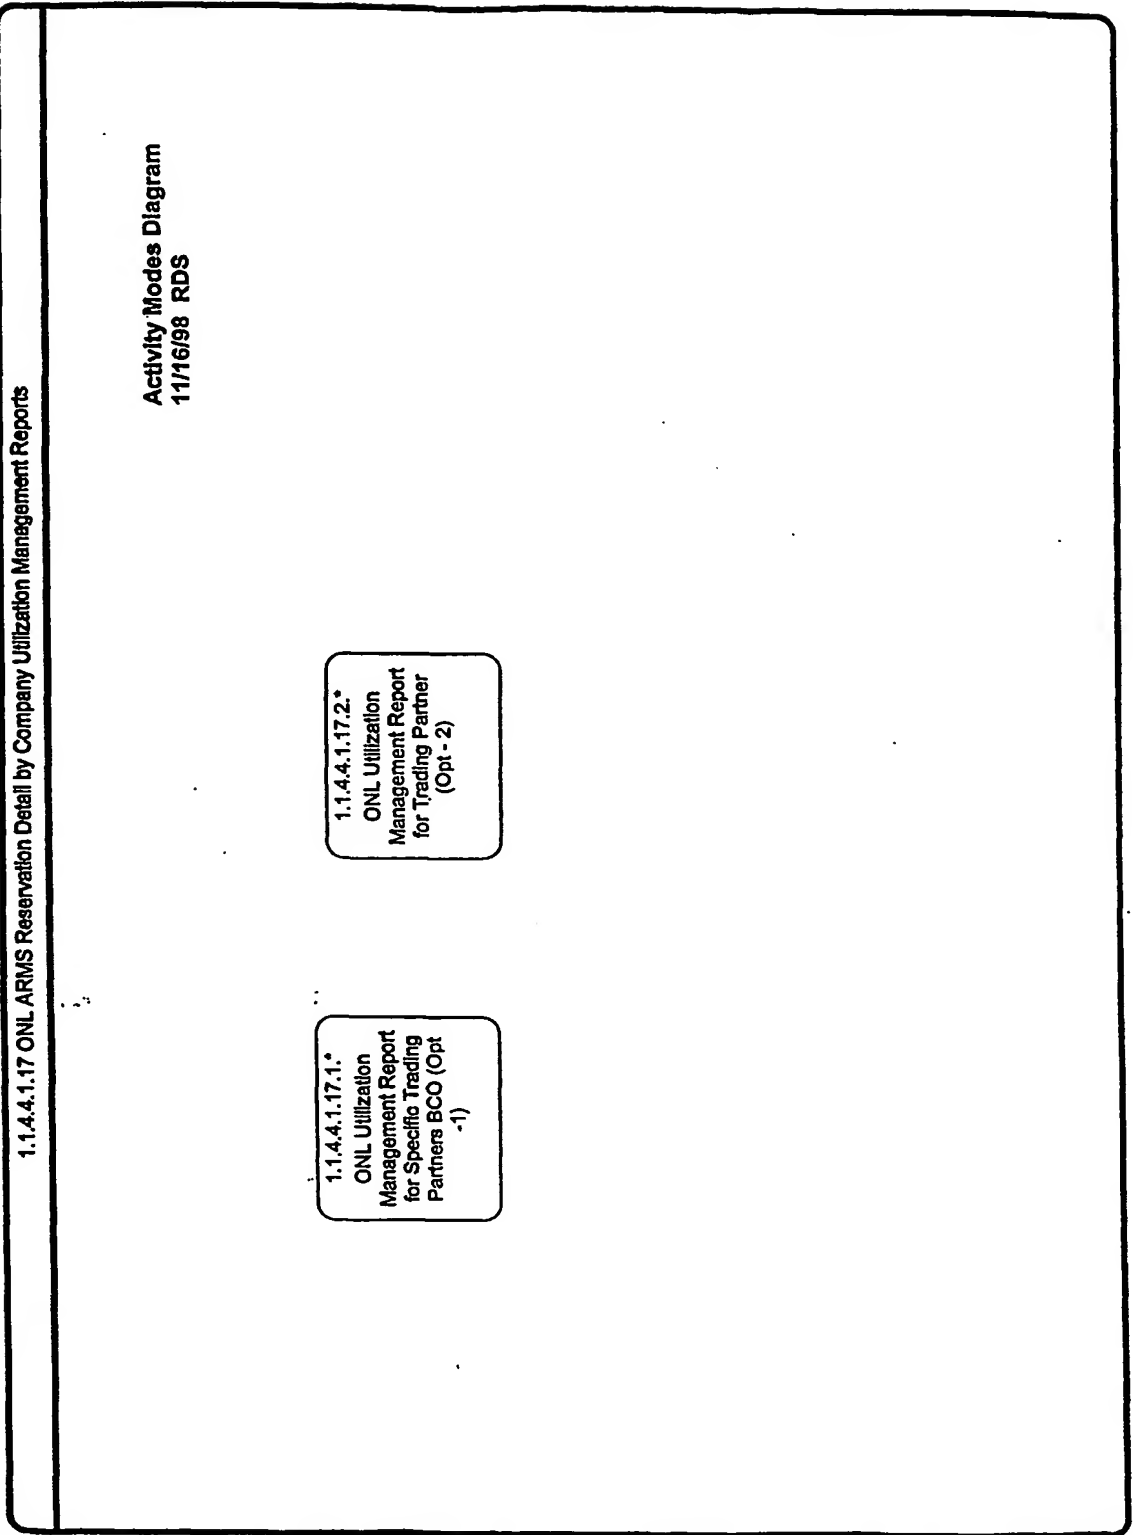 1.1.4.4.1.17 ONL ARMS Reservation Detail by Company Utilization Management Reports
Activity Modes Diagram
11/16/98 RDS
1.1.4.4.1.17.1.*
ONL Utilization
Management Report
for Specific Trading
Partners BCO (Opt
-1)
1.1.4.4.1.17.2.*
ONL Utilization
Management Report
for Trading Partner
(Opt - 2)